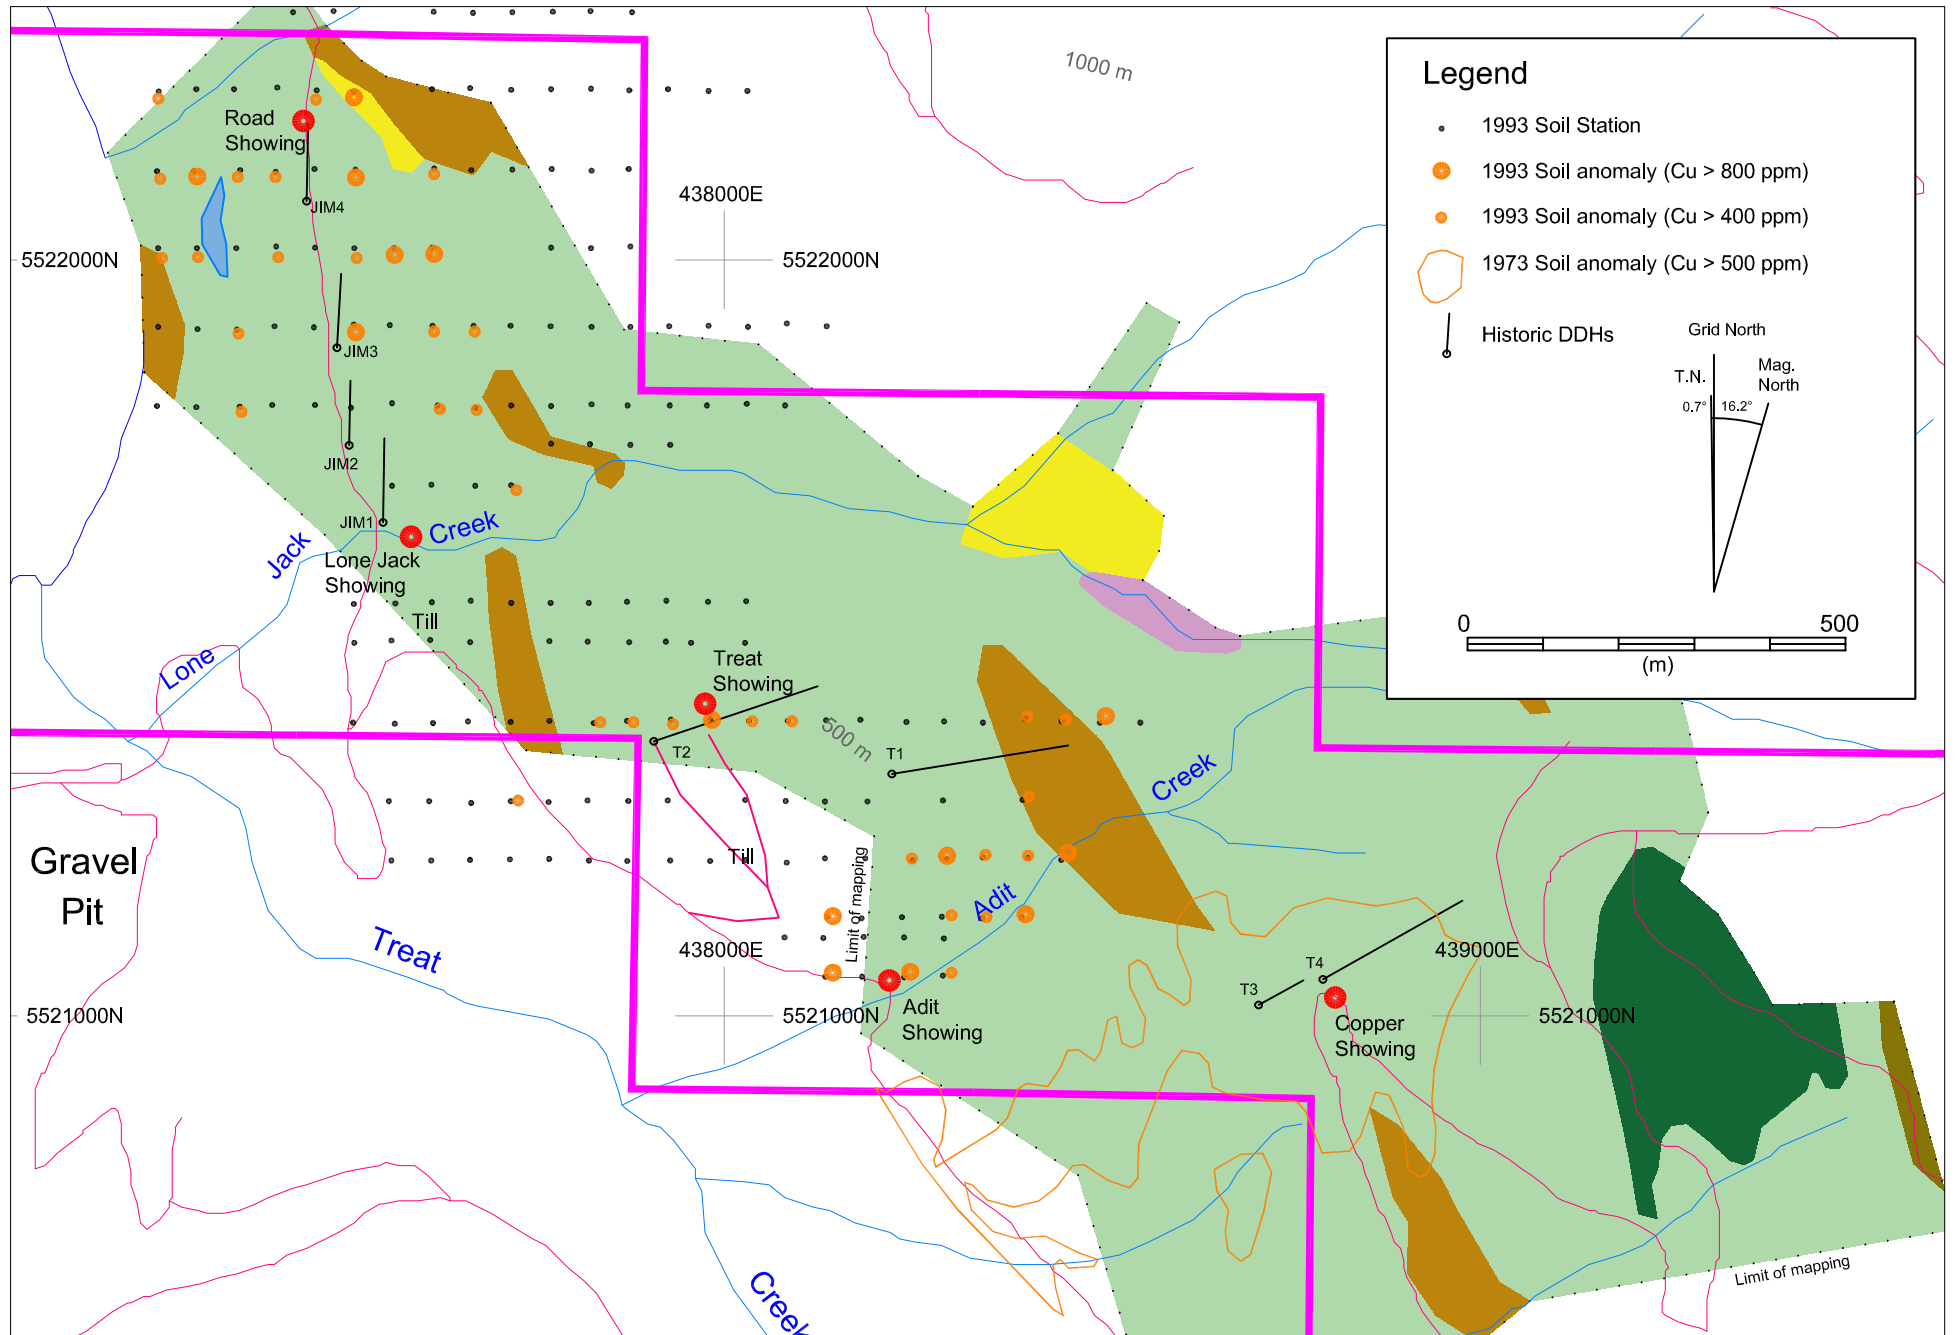 1000 m
Legend
1993 Soil Station
1993 Soil anomaly (Cu > 800 ppm)
1993 Soil anomaly (Cu > 400 ppm)
1973 Soil anomaly (Cu > 500 ppm)
Historic DDHs
Grid North
T.N.
Mag.
North
0.7°
16.2°
0
500
(m)
Road
Showing
JIM4
438000E
5522000N
5522000N
JIM3
JIM2
JIM1
Creek
Jack
Lone Jack
Showing
Till
Lone
Treat
Showing
T2
500 m
T1
Creek
Gravel
Pit
Till
Limit of mapping
Adit
Treat
438000E
439000E
T4
T3
5521000N
5521000N
5521000N
Adit
Showing
Copper
Showing
Limit of mapping
Creek